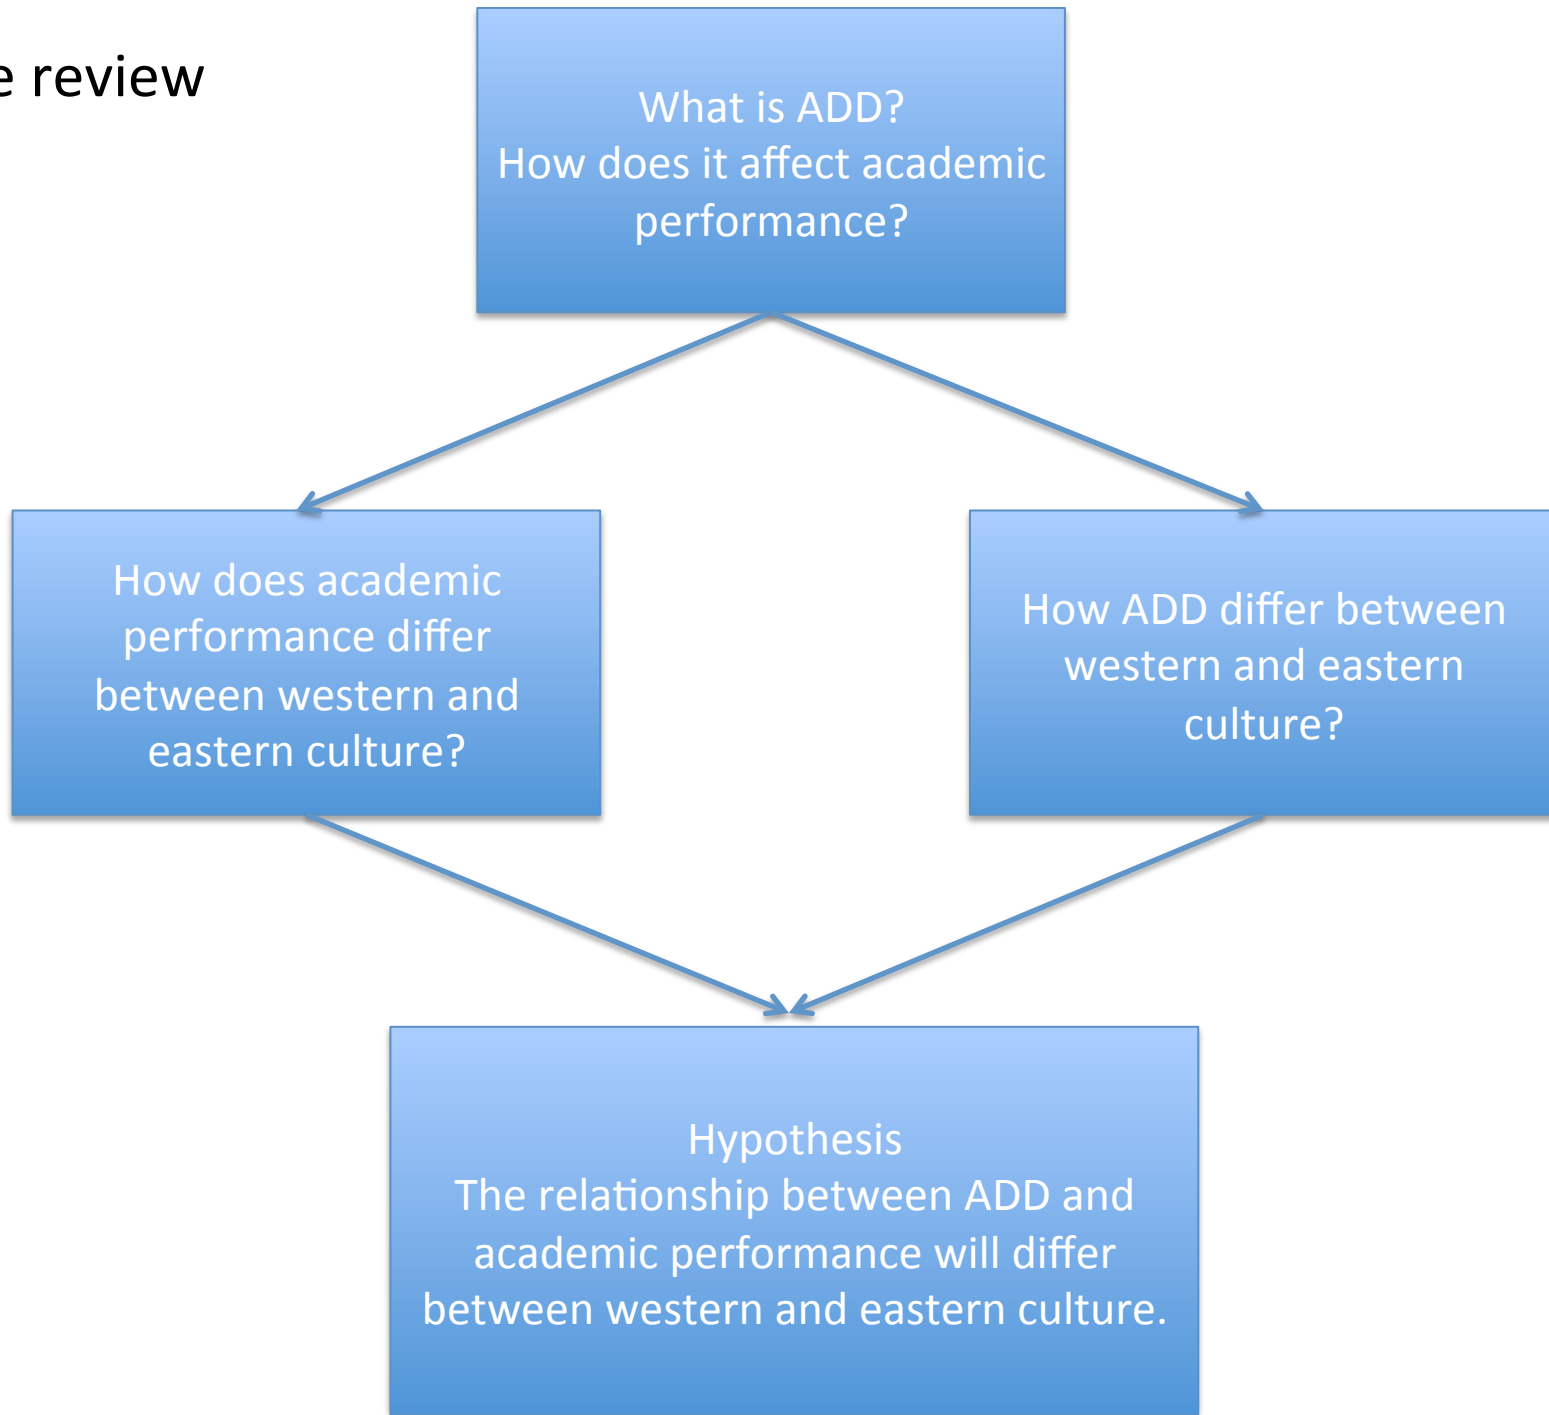 e review
What is ADD?
How does it affect academic
performance?
How does academic
performance differ
between western and
eastern culture?
How ADD differ between
western and eastern
culture?
Hypothesis
The relationship between ADD and
academic performance will differ
between western and eastern culture.